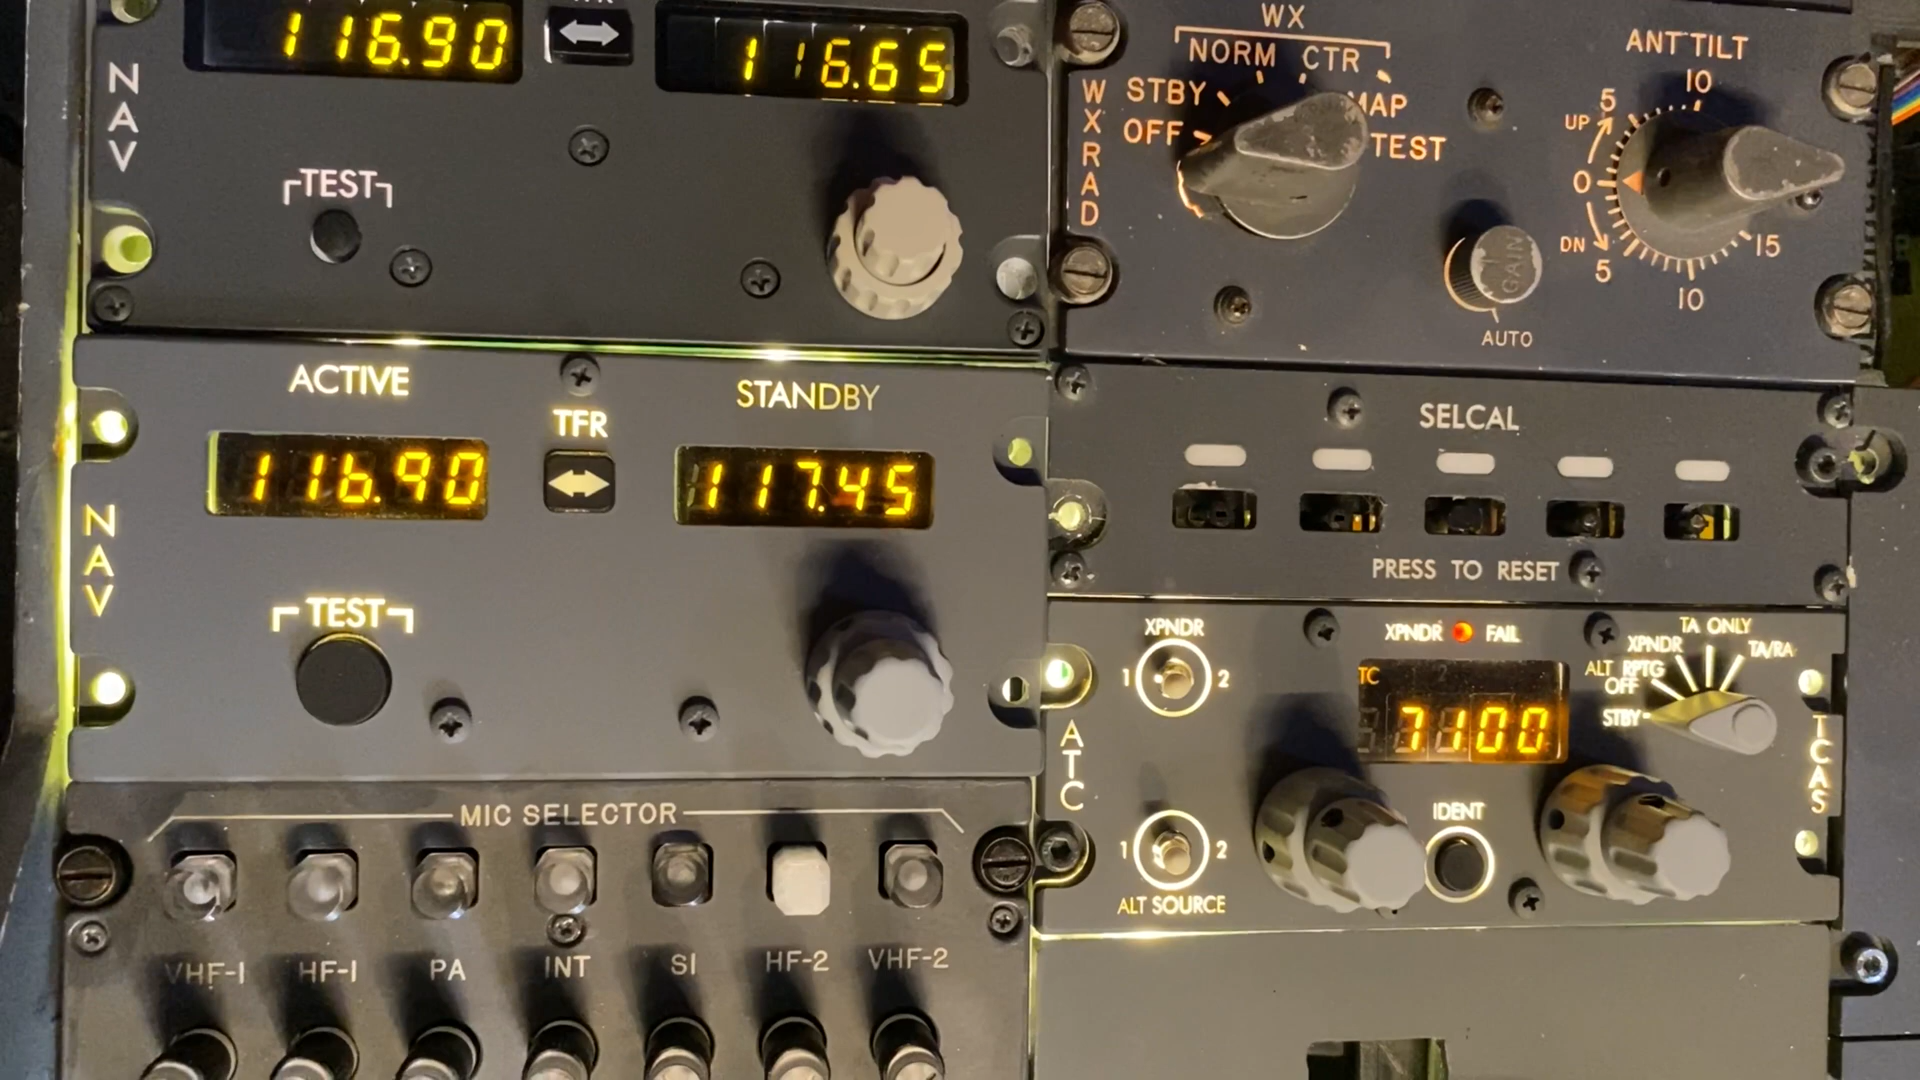 116.90
116.65
NAV
TEST
WX
NORM CTR
STBY
MAP
OFF
TEST
WXRAD
GAIN
AUTO
ANT TILT
10
5
UP
0
DN
5
15
10
ACTIVE
TFR
STANDBY
116.90
117.45
NAV
TEST
SELCAL
PRESS TO RESET
XPNDR
1 2
XPNDR FAIL
TC
7100
TA ONLY
XPNDR
TA/RA
ALT RPTG
OFF
STBY
ATC
TCAS
IDENT
1 2
ALT SOURCE
MIC SELECTOR
VHF-1 HF-1 PA INT SI HF-2 VHF-2